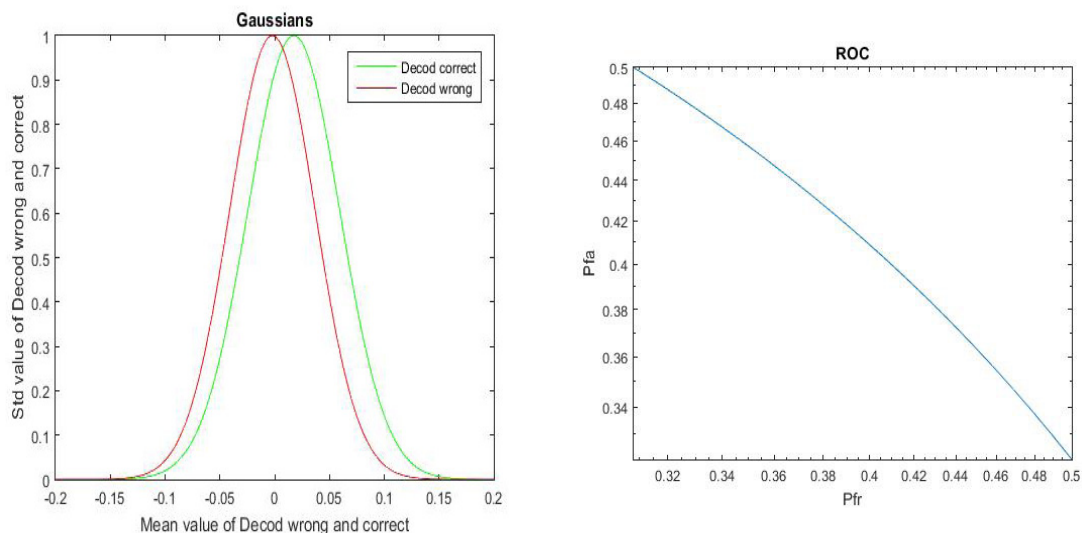 Gaussians
Std value of Decod wrong and correct
1
0.9
0.8
0.7
0.6
0.5
0.4
0.3
0.2
0.1
0
Decod correct
Decod wrong
-0.2 -0.15 -0.1 -0.05 0 0.05 0.1 0.15 0.2
Mean value of Decod wrong and correct
ROC
Pfa
0.5
0.48
0.46
0.44
0.42
0.4
0.38
0.36
0.34
0.32 0.34 0.36 0.38 0.4 0.42 0.44 0.46 0.48 0.5
Pfr